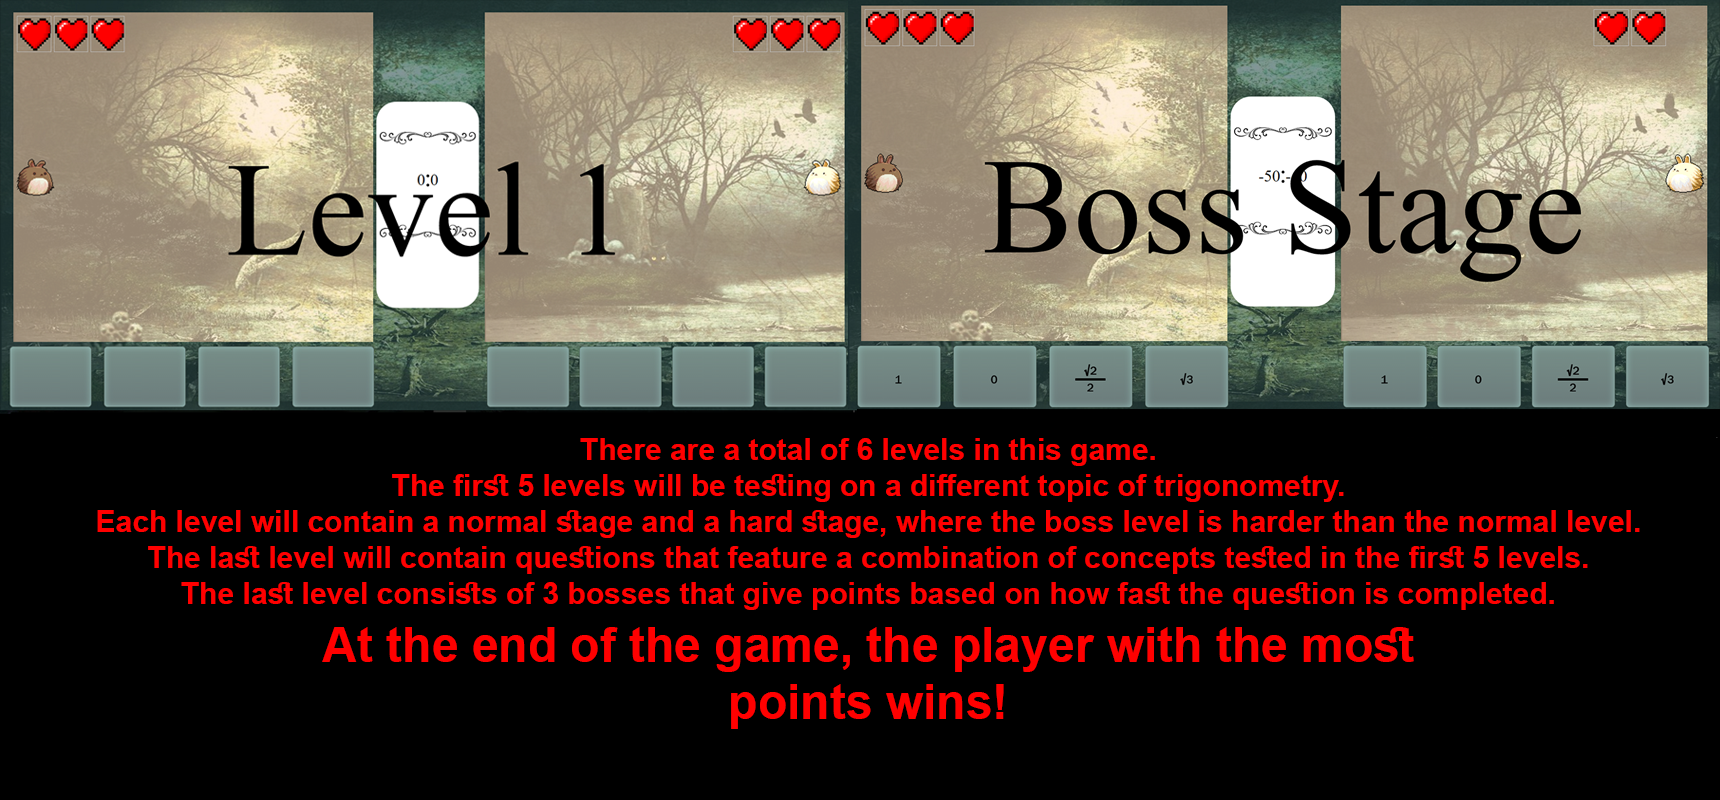 0:0
Level 1
Boss Stage
1 0 √2/2 √3 1 0 √2/2 √3
There are a total of 6 levels in this game.
The first 5 levels will be testing on a different topic of trigonometry.
Each level will contain a normal stage and a hard stage, where the boss level is harder than the normal level.
The last level will contain questions that feature a combination of concepts tested in the first 5 levels.
The last level consists of 3 bosses that give points based on how fast the question is completed.
At the end of the game, the player with the most
points wins!